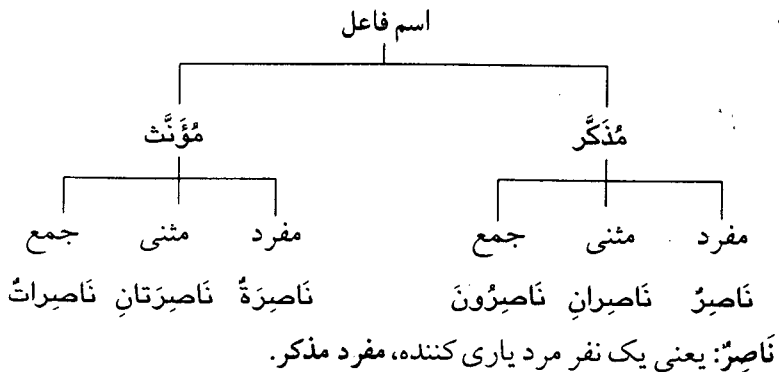 اسم فاعل
مُذَكَّر مُؤَنَّث
مفرد مثنی جمع مفرد مثنی جمع
نَاصِرٌ نَاصِرانِ نَاصِرُونَ نَاصِرَةٌ نَاصِرَتانِ نَاصِراتٌ
نَاصِرٌ: یعنی یک نفر مرد یاری کننده، مفرد مذکر.